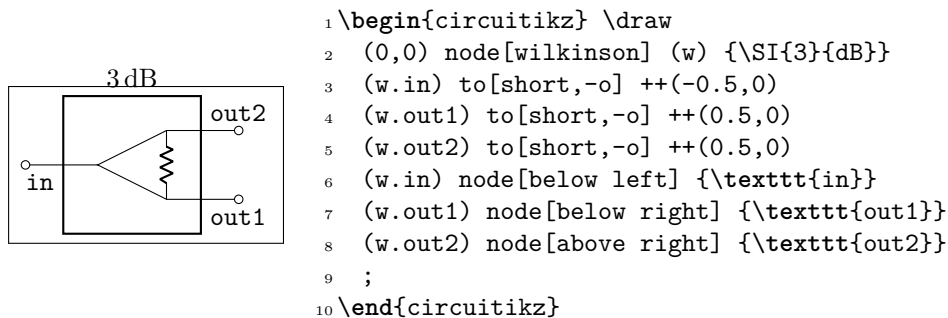 3 dB
out2
in
out1
1 \begin{circuitikz} \draw
2 (0,0) node[wilkinson] (w) {\SI{3}{dB}}
3 (w.in) to[short,-o] ++(-0.5,0)
4 (w.out1) to[short,-o] ++(0.5,0)
5 (w.out2) to[short,-o] ++(0.5,0)
6 (w.in) node[below left] {\texttt{in}}
7 (w.out1) node[below right] {\texttt{out1}}
8 (w.out2) node[above right] {\texttt{out2}}
9 ;
10 \end{circuitikz}